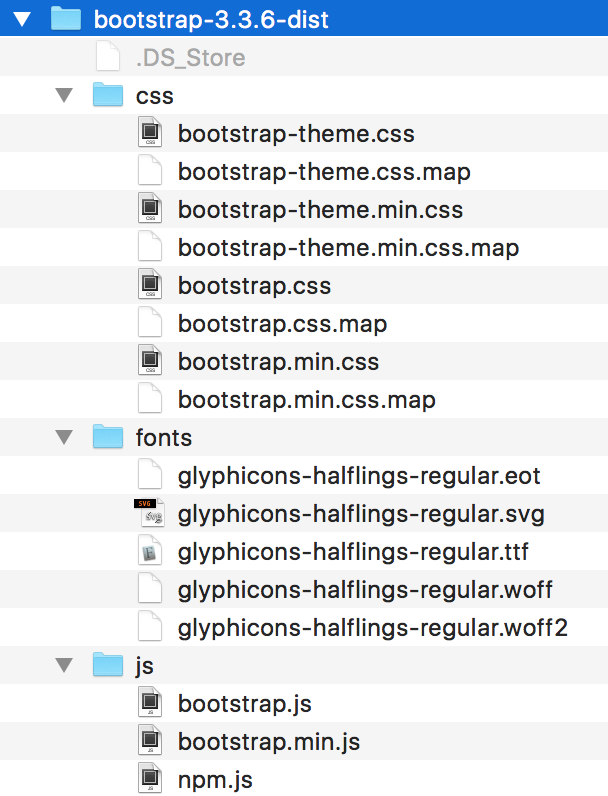 bootstrap-3.3.6-dist
.DS_Store
css
bootstrap-theme.css
bootstrap-theme.css.map
bootstrap-theme.min.css
bootstrap-theme.min.css.map
bootstrap.css
bootstrap.css.map
bootstrap.min.css
bootstrap.min.css.map
fonts
glyphicons-halflings-regular.eot
glyphicons-halflings-regular.svg
glyphicons-halflings-regular.ttf
glyphicons-halflings-regular.woff
glyphicons-halflings-regular.woff2
js
bootstrap.js
bootstrap.min.js
npm.js